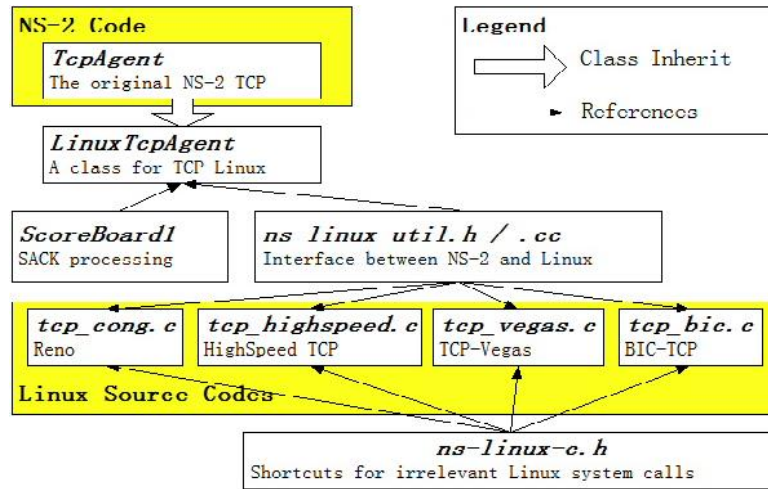 NS-2 Code
TcpAgent
The original NS-2 TCP
Legend
Class Inherit
References
LinuxTcpAgent
A class for TCP Linux
ScoreBoard1
SACK processing
ns linux util.h / .cc
Interface between NS-2 and Linux
tcp_cong.c
Reno
tcp_highspeed.c
HighSpeed TCP
tcp_vegas.c
TCP-Vegas
tcp_bic.c
BIC-TCP
Linux Source Codes
ns-linux-c.h
Shortcuts for irrelevant Linux system calls